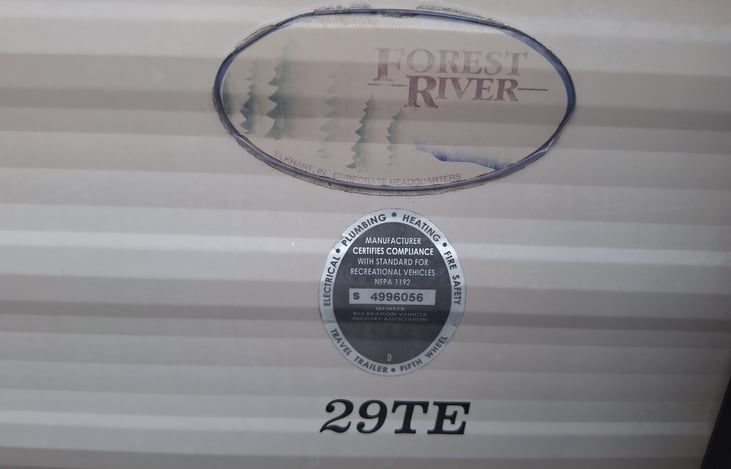 FOREST
RIVER
ELKHART, IN CORPORATE HEADQUARTERS
ELECTRICAL • PLUMBING • HEATING • FIRE SAFETY
MANUFACTURER
CERTIFIES COMPLIANCE
WITH STANDARD FOR
RECREATIONAL VEHICLES
NFPA 1192
S 4996056
MEMBER
RECREATION VEHICLE
INDUSTRY ASSOCIATION
D
TRAVEL TRAILER • FIFTH WHEEL
29TE